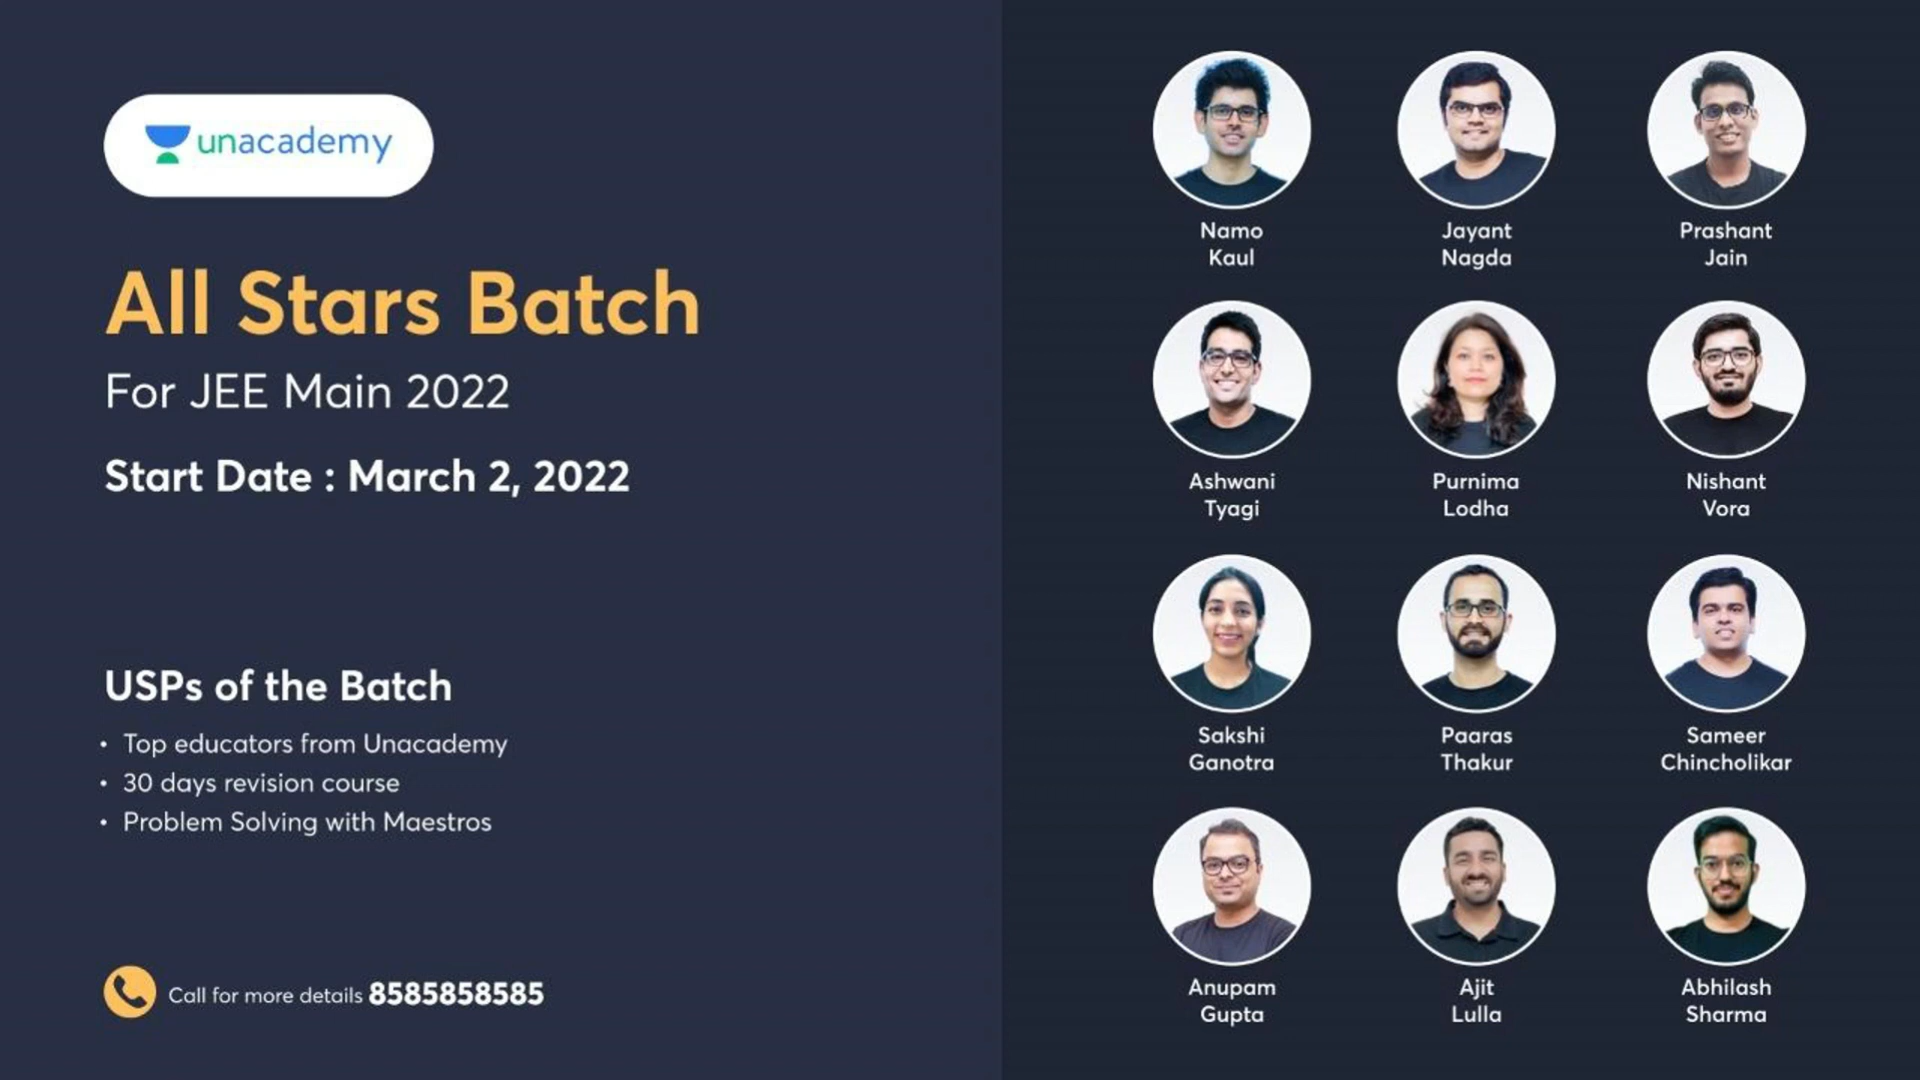 unacademy
All Stars Batch
For JEE Main 2022
Start Date : March 2, 2022
USPs of the Batch
• Top educators from Unacademy
• 30 days revision course
• Problem Solving with Maestros
Call for more details 8585858585
Namo
Kaul
Jayant
Nagda
Prashant
Jain
Ashwani
Tyagi
Purnima
Lodha
Nishant
Vora
Sakshi
Ganotra
Paaras
Thakur
Sameer
Chincholikar
Anupam
Gupta
Ajit
Lulla
Abhilash
Sharma